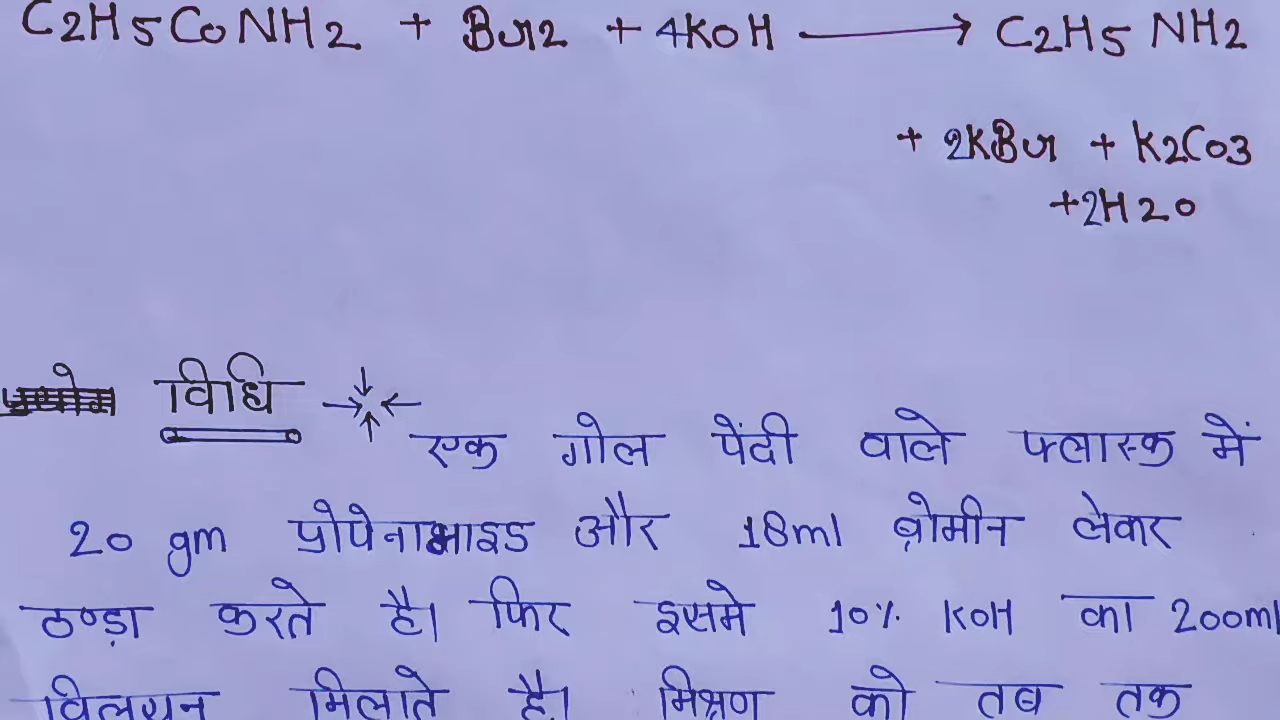 C2H5CoNH2 + Br2 + 4KOH ⟶ C2H5NH2
+ 2KBr + K2Co3
+2H2O
विधि
एक गोल पेंदी वाले फ्लास्क में
20 gm प्रोपेनामाइड और 18ml ब्रोमीन लेकर
ठण्ड़ा करते है। फिर इसमे 10% KOH का 200ml
विलयन मिलाते है। मिश्रण को तब तक